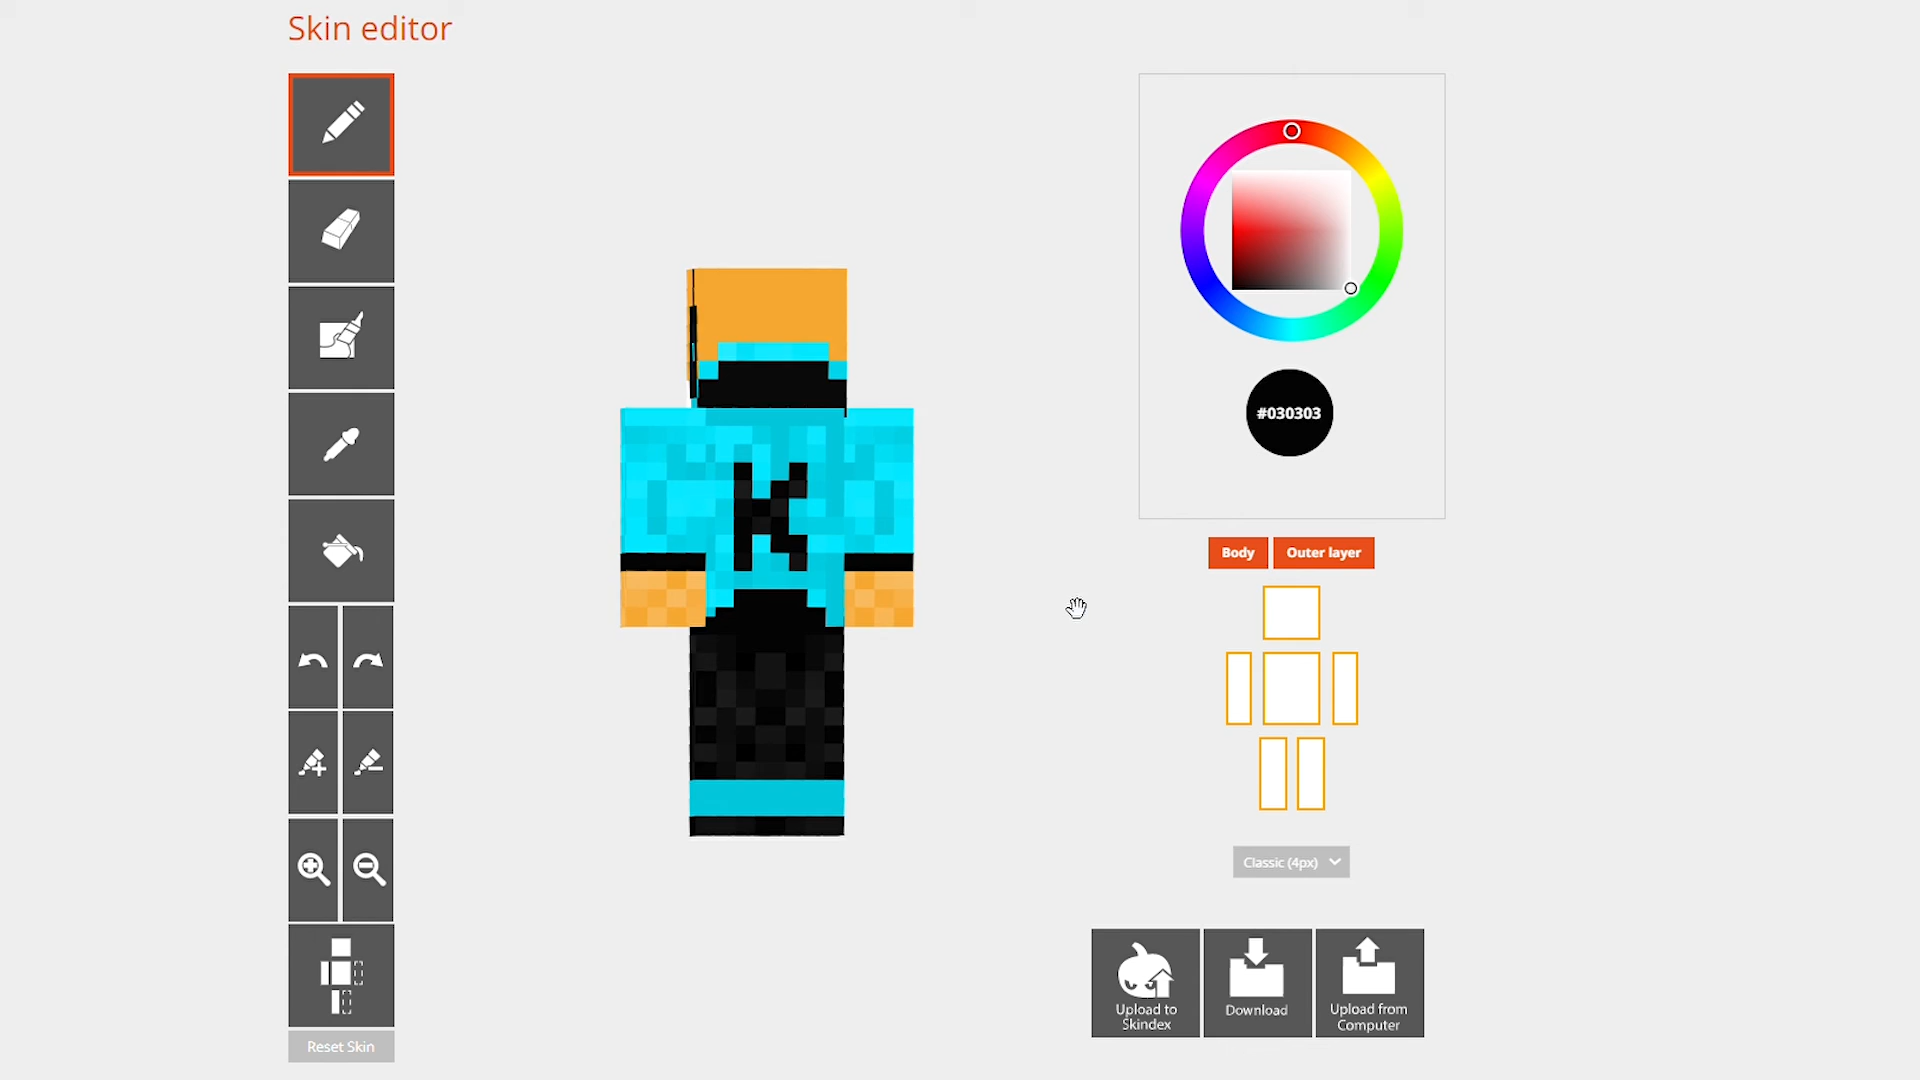 Skin editor
#030303
K
Body
Outer layer
Classic (4px)
Upload to
Skindex
Download
Upload from
Computer
Reset Skin